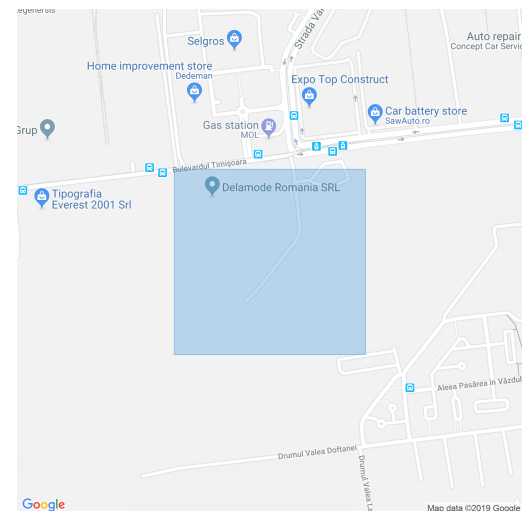 Selgros
Strada Va
Auto repair
Concept Car Servic
Home improvement store
Dedeman
Expo Top Construct
Car battery store
SawAuto.ro
Gas station
MOL
Grup
Bulevardul Timișoara
Delamode Romania SRL
Tipografia
Everest 2001 Srl
Aleea Pasărea în Văzduh
Drumul Valea Doftanei
Drumul Valea La
Google
Map data ©2019 Google